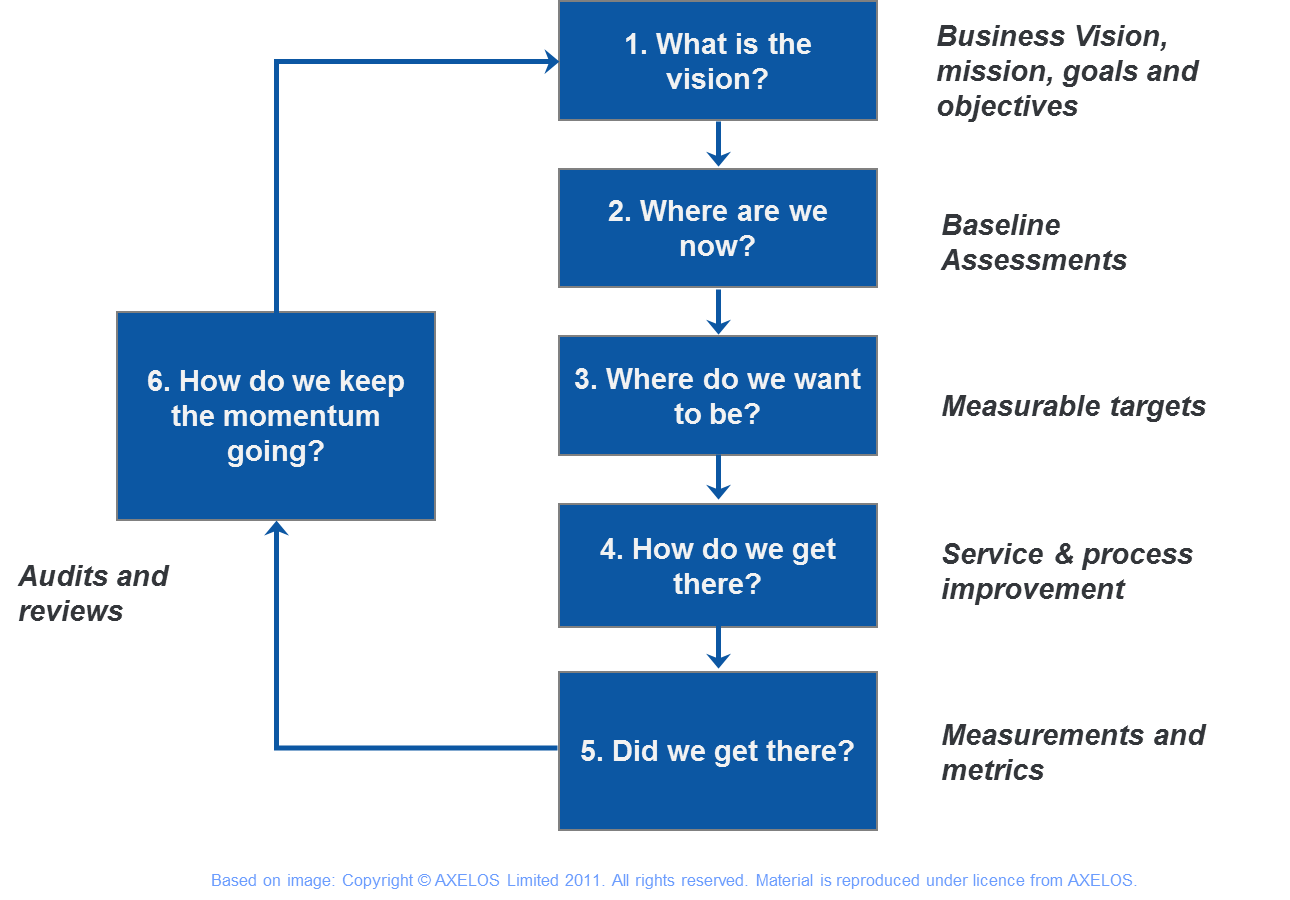 1. What is the
vision?
Business Vision,
mission, goals and
objectives
2. Where are we
now?
Baseline
Assessments
3. Where do we want
to be?
Measurable targets
4. How do we get
there?
Service & process
improvement
5. Did we get there?
Measurements and
metrics
6. How do we keep
the momentum
going?
Audits and
reviews
Based on image: Copyright © AXELOS Limited 2011. All rights reserved. Material is reproduced under licence from AXELOS.